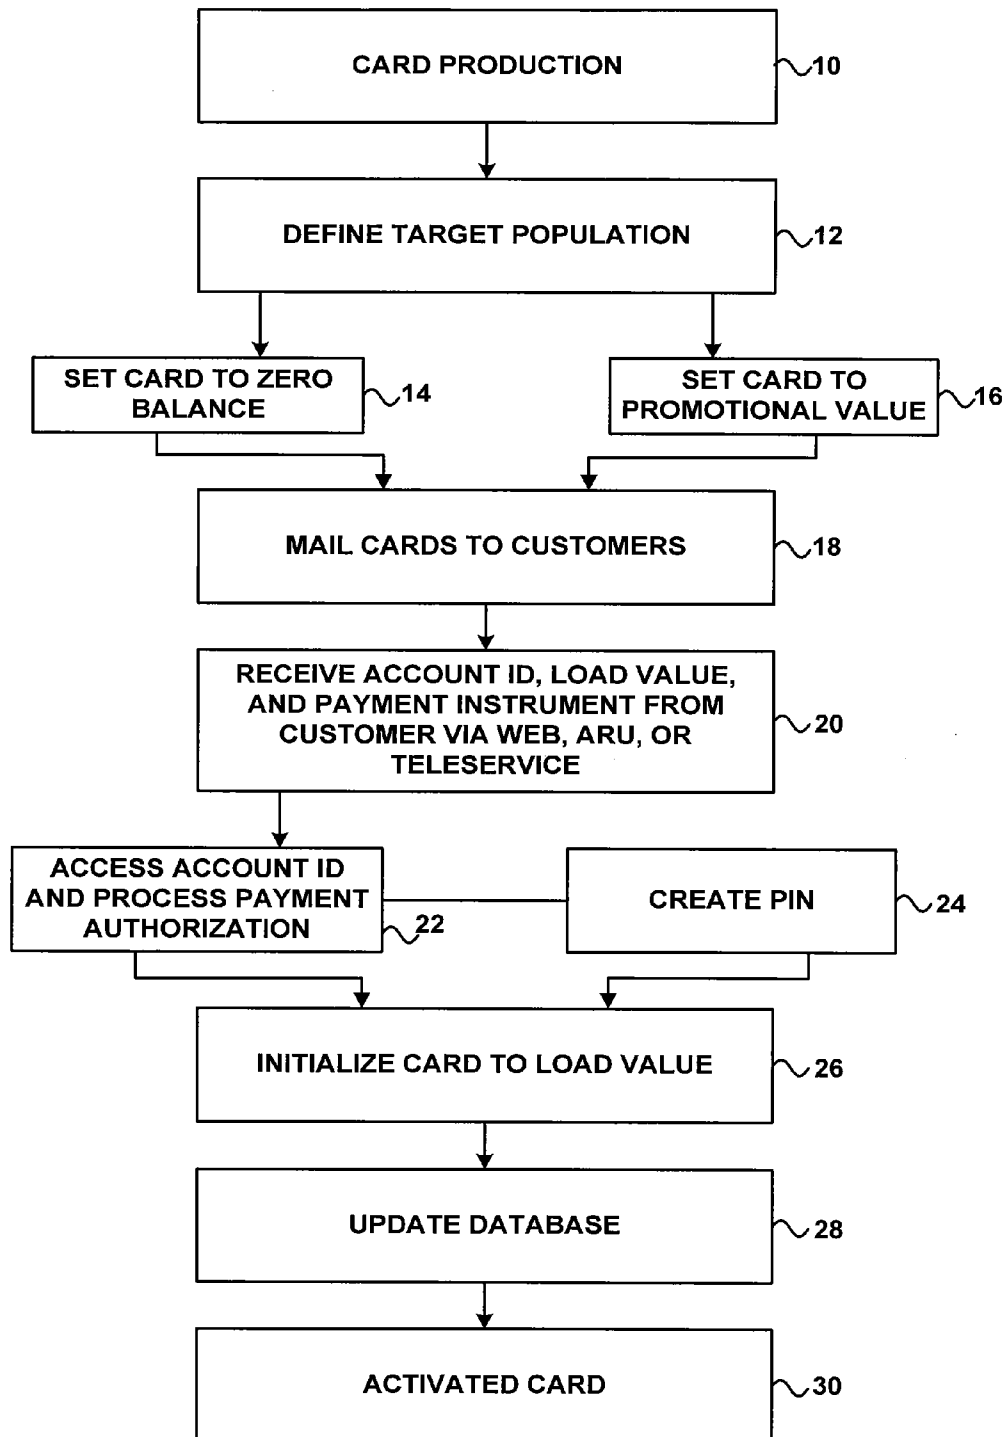 CARD PRODUCTION
10
DEFINE TARGET POPULATION
12
SET CARD TO ZERO
BALANCE
14
SET CARD TO
PROMOTIONAL VALUE
16
MAIL CARDS TO CUSTOMERS
18
RECEIVE ACCOUNT ID, LOAD VALUE,
AND PAYMENT INSTRUMENT FROM
CUSTOMER VIA WEB, ARU, OR
TELESERVICE
20
ACCESS ACCOUNT ID
AND PROCESS PAYMENT
AUTHORIZATION
22
CREATE PIN
24
INITIALIZE CARD TO LOAD VALUE
26
UPDATE DATABASE
28
ACTIVATED CARD
30